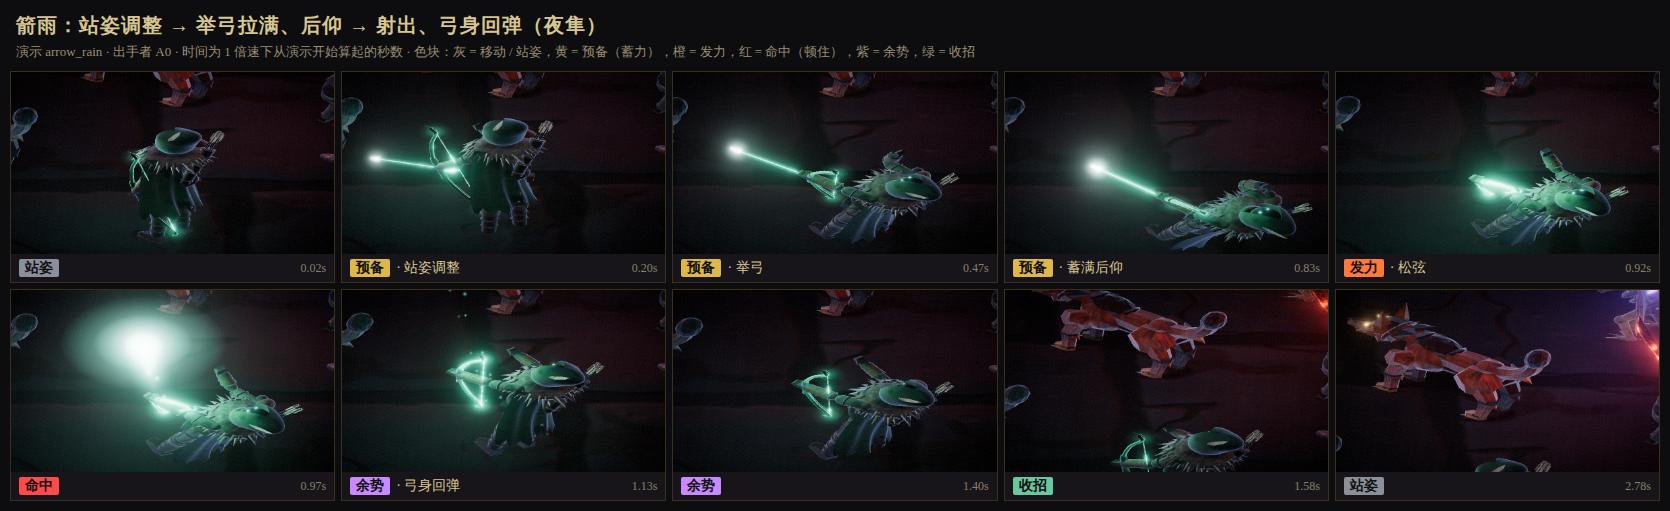 箭雨：站姿调整 → 举弓拉满、后仰 → 射出、弓身回弹（夜隼）
演示 arrow_rain · 出手者 A0 · 时间为 1 倍速下从演示开始算起的秒数 · 色块：灰 = 移动 / 站姿，黄 = 预备（蓄力），橙 = 发力，红 = 命中（顿住），紫 = 余势，绿 = 收招
站姿 0.02s
预备 · 站姿调整 0.20s
预备 · 举弓 0.47s
预备 · 蓄满后仰 0.83s
发力 · 松弦 0.92s
命中 0.97s
余势 · 弓身回弹 1.13s
余势 1.40s
收招 1.58s
站姿 2.78s